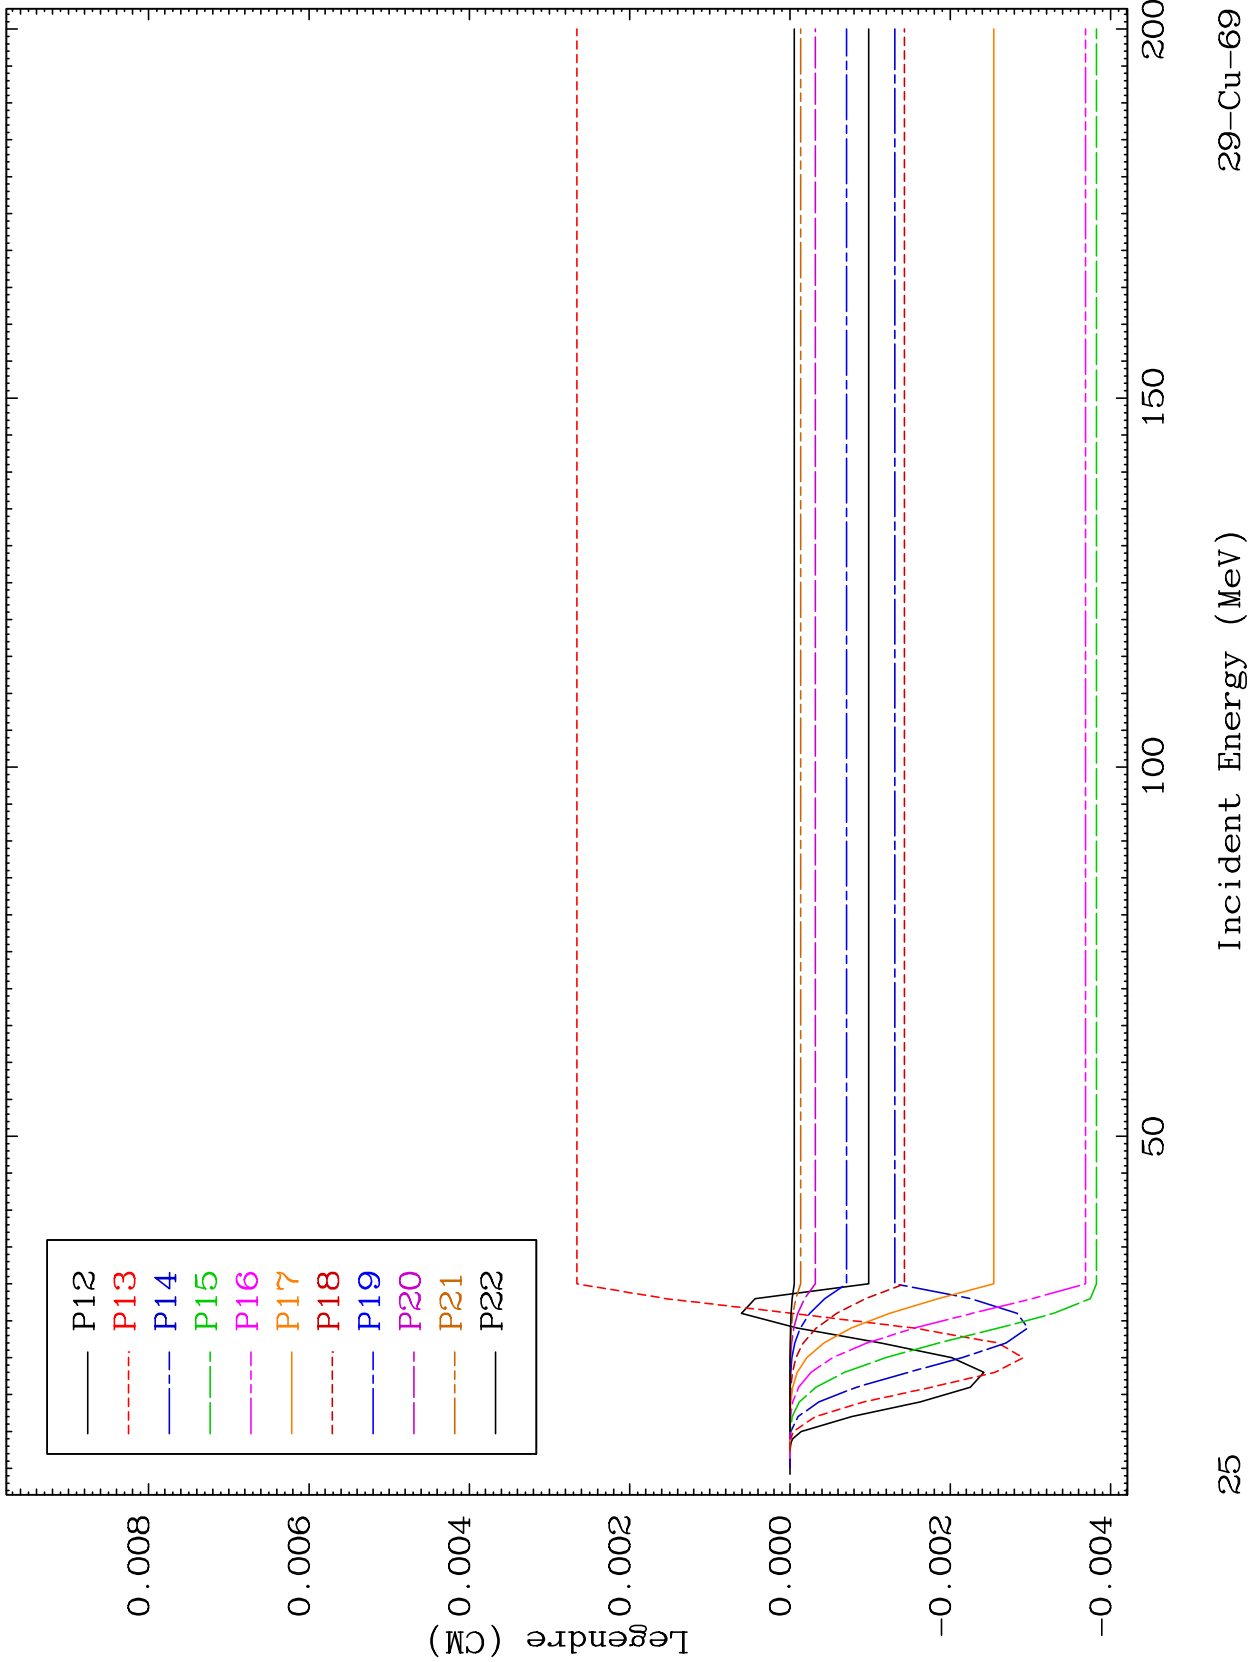 0.008
0.006
0.004
0.002
0.000
-0.002
-0.004
Legendre (CM)
P12
P13
P14
P15
P16
P17
P18
P19
P20
P21
P22
50
100
150
200
25
Incident Energy (MeV)
29-Cu-69